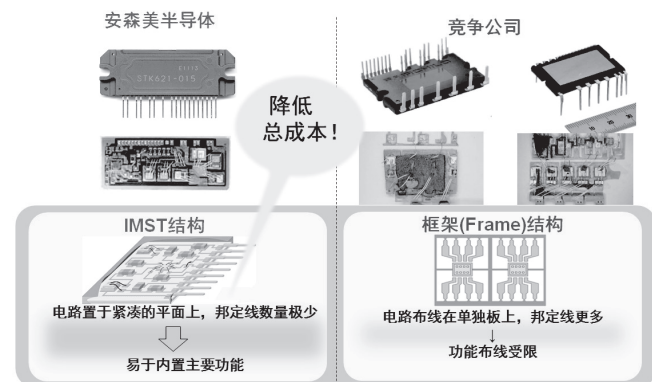 安森美半导体
竞争公司
STK621-015
降低
总成本！
IMST结构
电路置于紧凑的平面上，邦定线数量极少
易于内置主要功能
框架(Frame)结构
电路布线在单独板上，邦定线更多
功能布线受限